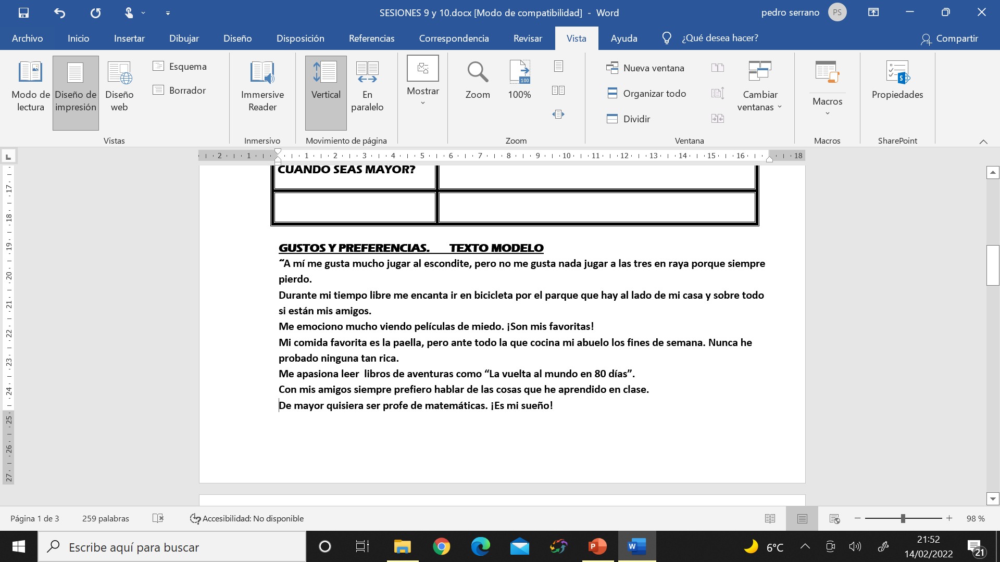 SESIONES 9 y 10.docx [Modo de compatibilidad] - Word
pedro serrano
PS
Archivo
Inicio
Insertar
Dibujar
Diseño
Disposición
Referencias
Correspondencia
Revisar
Vista
Ayuda
¿Qué desea hacer?
Compartir
Modo de
lectura
Diseño de
impresión
Diseño
web
Esquema
Borrador
Vistas
Immersive
Reader
Inmersivo
Vertical
En
paralelo
Movimiento de página
Mostrar
Zoom
100
100%
Zoom
Nueva ventana
Organizar todo
Dividir
Cambiar
ventanas
Ventana
Macros
Macros
S
Propiedades
SharePoint
2 1 1 2 3 4 5 6 7 8 9 10 11 12 13 14 15 16 18
17
18
19
20
21
22
23
24
25
26
27
CUANDO SEAS MAYOR?
GUSTOS Y PREFERENCIAS. TEXTO MODELO
“A mí me gusta mucho jugar al escondite, pero no me gusta nada jugar a las tres en raya porque siempre
pierdo.
Durante mi tiempo libre me encanta ir en bicicleta por el parque que hay al lado de mi casa y sobre todo
si están mis amigos.
Me emociono mucho viendo películas de miedo. ¡Son mis favoritas!
Mi comida favorita es la paella, pero ante todo la que cocina mi abuelo los fines de semana. Nunca he
probado ninguna tan rica.
Me apasiona leer  libros de aventuras como “La vuelta al mundo en 80 días”.
Con mis amigos siempre prefiero hablar de las cosas que he aprendido en clase.
De mayor quisiera ser profe de matemáticas. ¡Es mi sueño!
Página 1 de 3
259 palabras
Accesibilidad: No disponible
98 %
Escribe aquí para buscar
P
W
6°C
21:52
14/02/2022
21